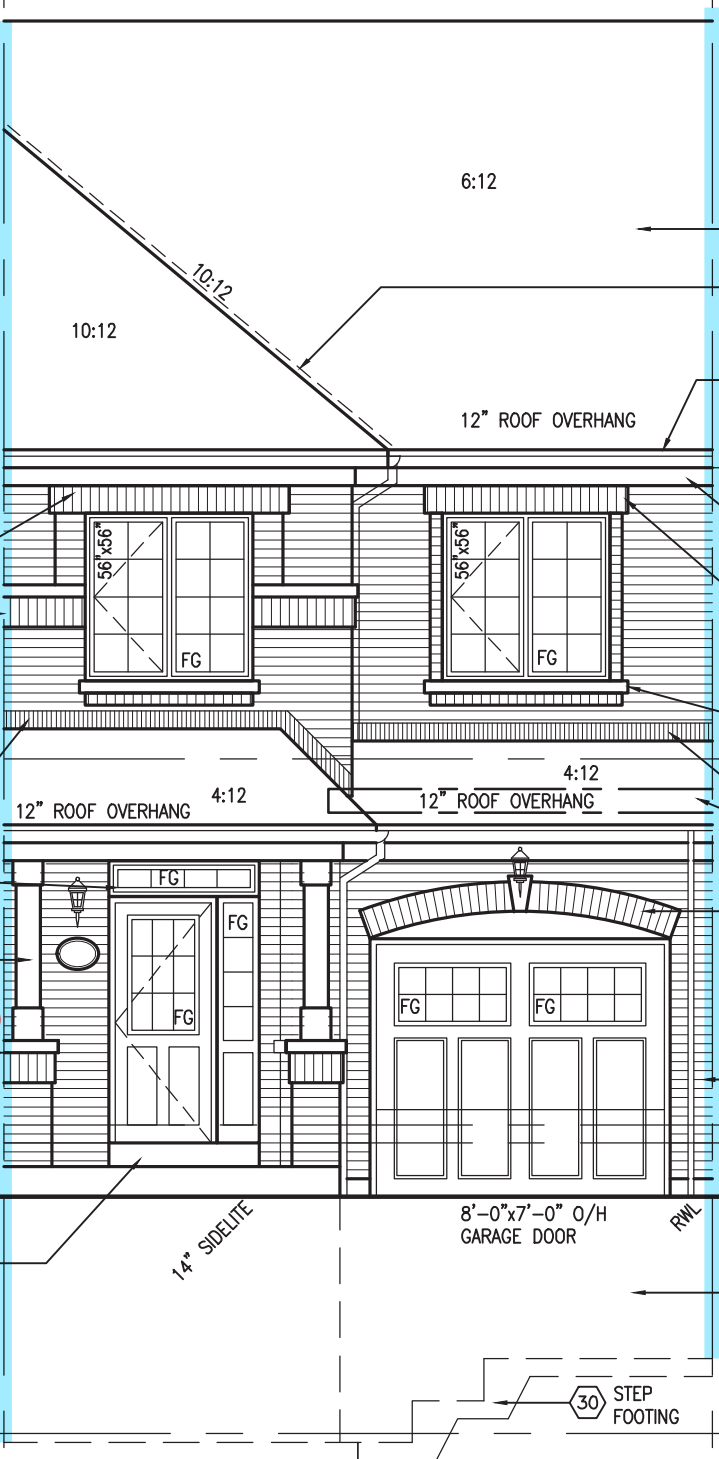 6:12
10:12
10:12
12” ROOF OVERHANG
56”x56”
56”x56”
FG
FG
4:12
4:12
12” ROOF OVERHANG
12” ROOF OVERHANG
FG
FG
FG
FG
FG
14” SIDELITE
8’-0”x7’-0” O/H
GARAGE DOOR
RWL
30
STEP
FOOTING